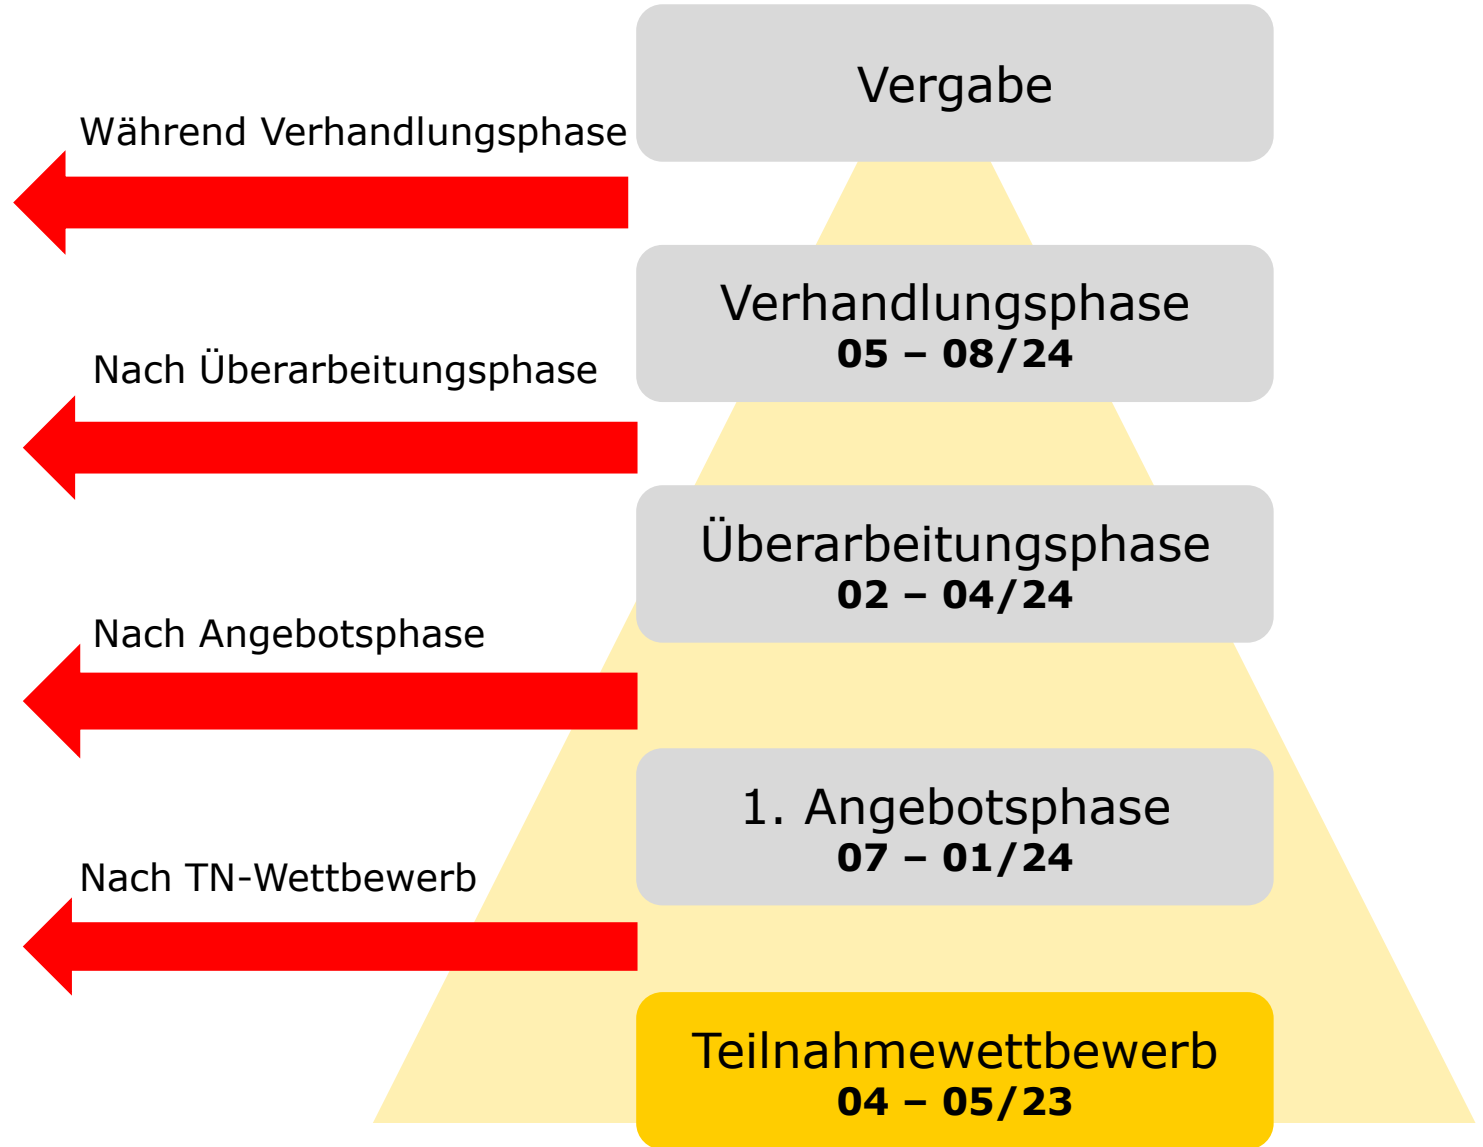 Vergabe
Während Verhandlungsphase
Verhandlungsphase
05 – 08/24
Nach Überarbeitungsphase
Überarbeitungsphase
02 – 04/24
Nach Angebotsphase
1. Angebotsphase
07 – 01/24
Nach TN-Wettbewerb
Teilnahmewettbewerb
04 – 05/23